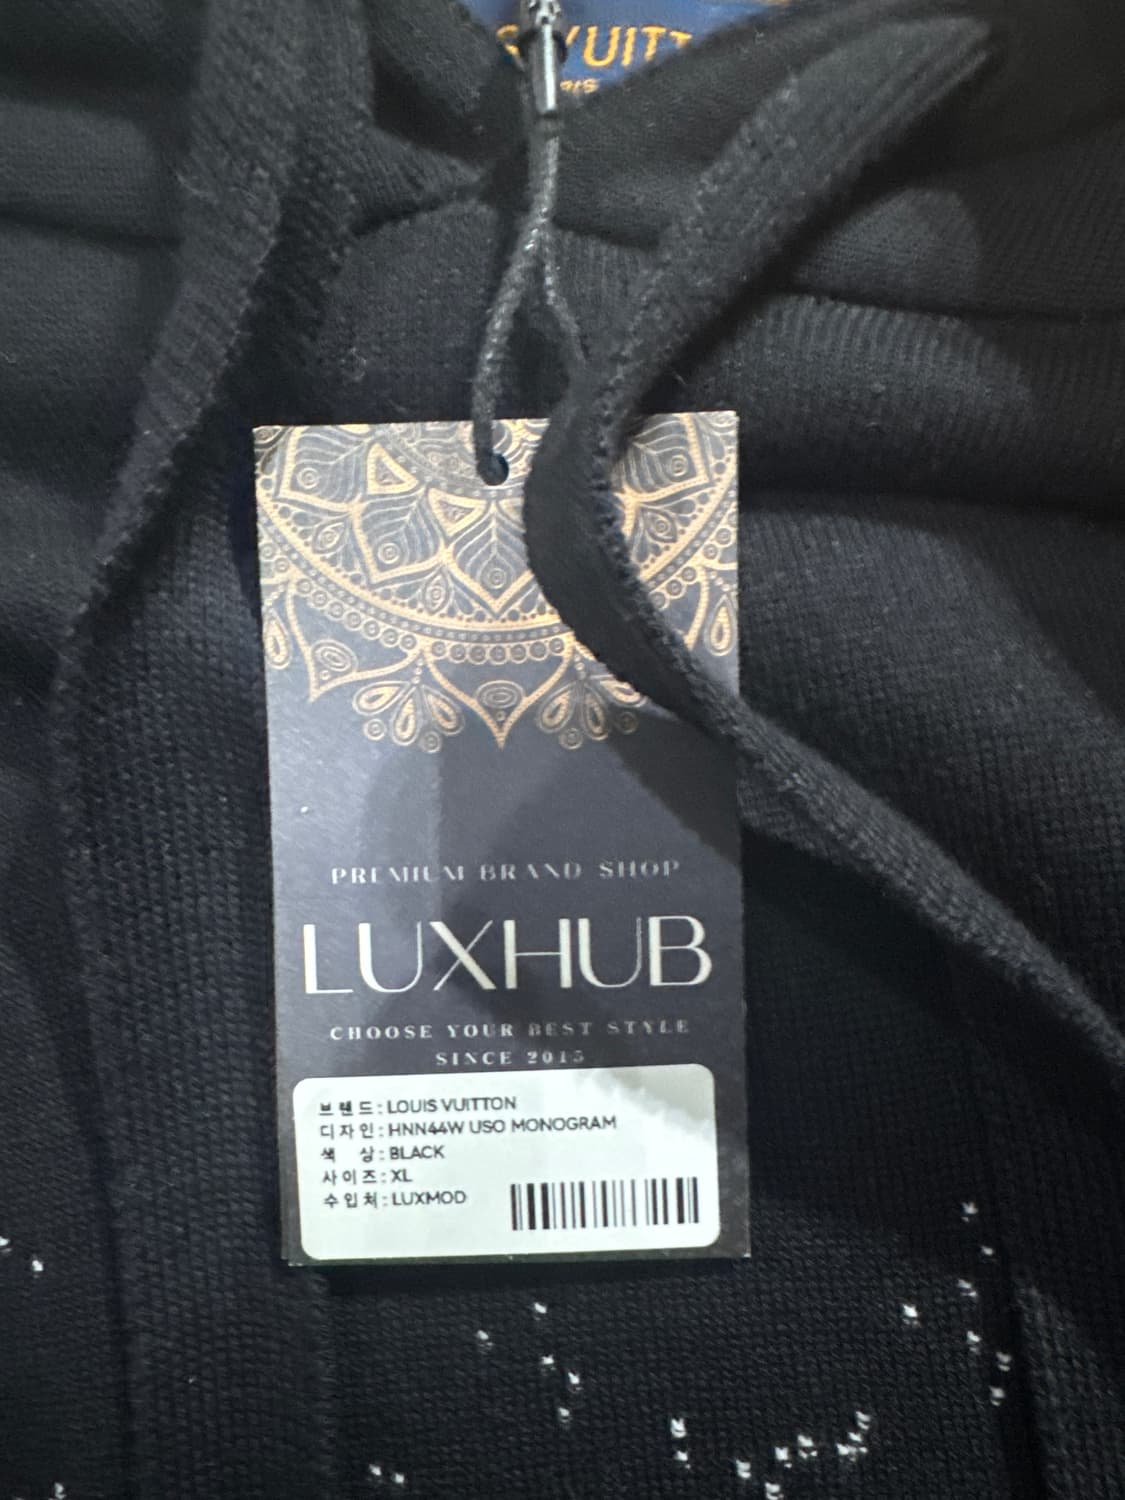 VUITT
PREMIUM BRAND SHOP
LUXHUB
CHOOSE YOUR BEST STYLE
SINCE 2015
브 랜 드 : LOUIS VUITTON
디 자 인 : HNN44W USO MONOGRAM
색 상 : BLACK
사 이 즈 : XL
수 입 처 : LUXMOD